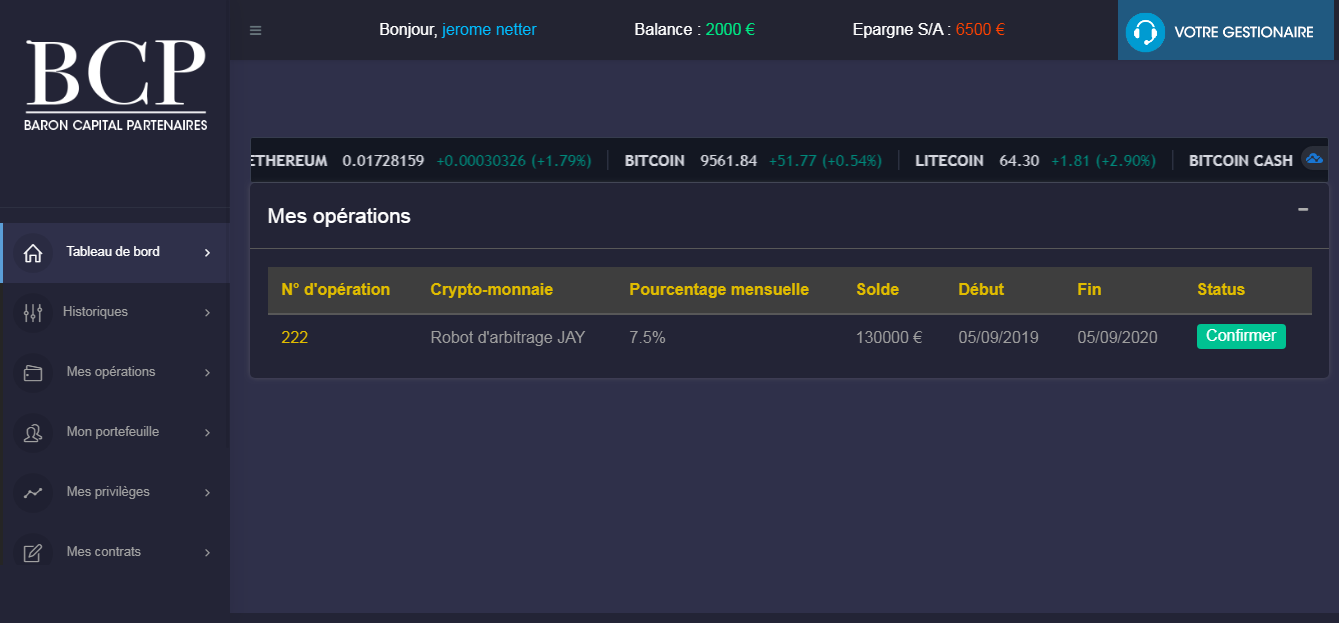 BCP
BARON CAPITAL PARTENAIRES
Bonjour, jerome netter
Balance : 2000 €
Epargne S/A : 6500 €
VOTRE GESTIONAIRE
Tableau de bord
Historiques
Mes opérations
Mon portefeuille
Mes privilèges
Mes contrats
ETHEREUM 0.01728159 +0.00030326 (+1.79%) BITCOIN 9561.84 +51.77 (+0.54%) LITECOIN 64.30 +1.81 (+2.90%) BITCOIN CASH
Mes opérations
N° d'opération Crypto-monnaie Pourcentage mensuelle Solde Début Fin Status
222 Robot d'arbitrage JAY 7.5% 130000 € 05/09/2019 05/09/2020 Confirmer